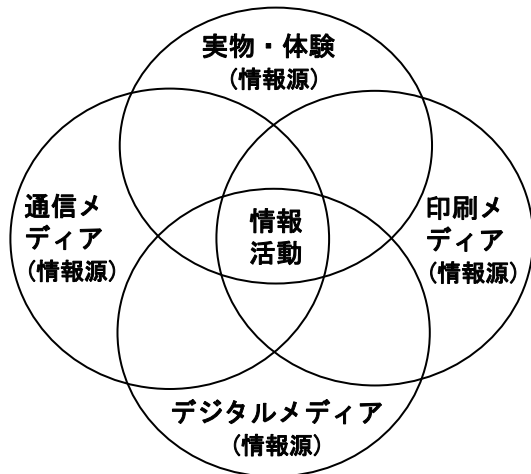 実物・体験
(情報源)
通信メ
ディア
(情報源)
情報
活動
印刷メ
ディア
(情報源)
デジタルメディア
(情報源)